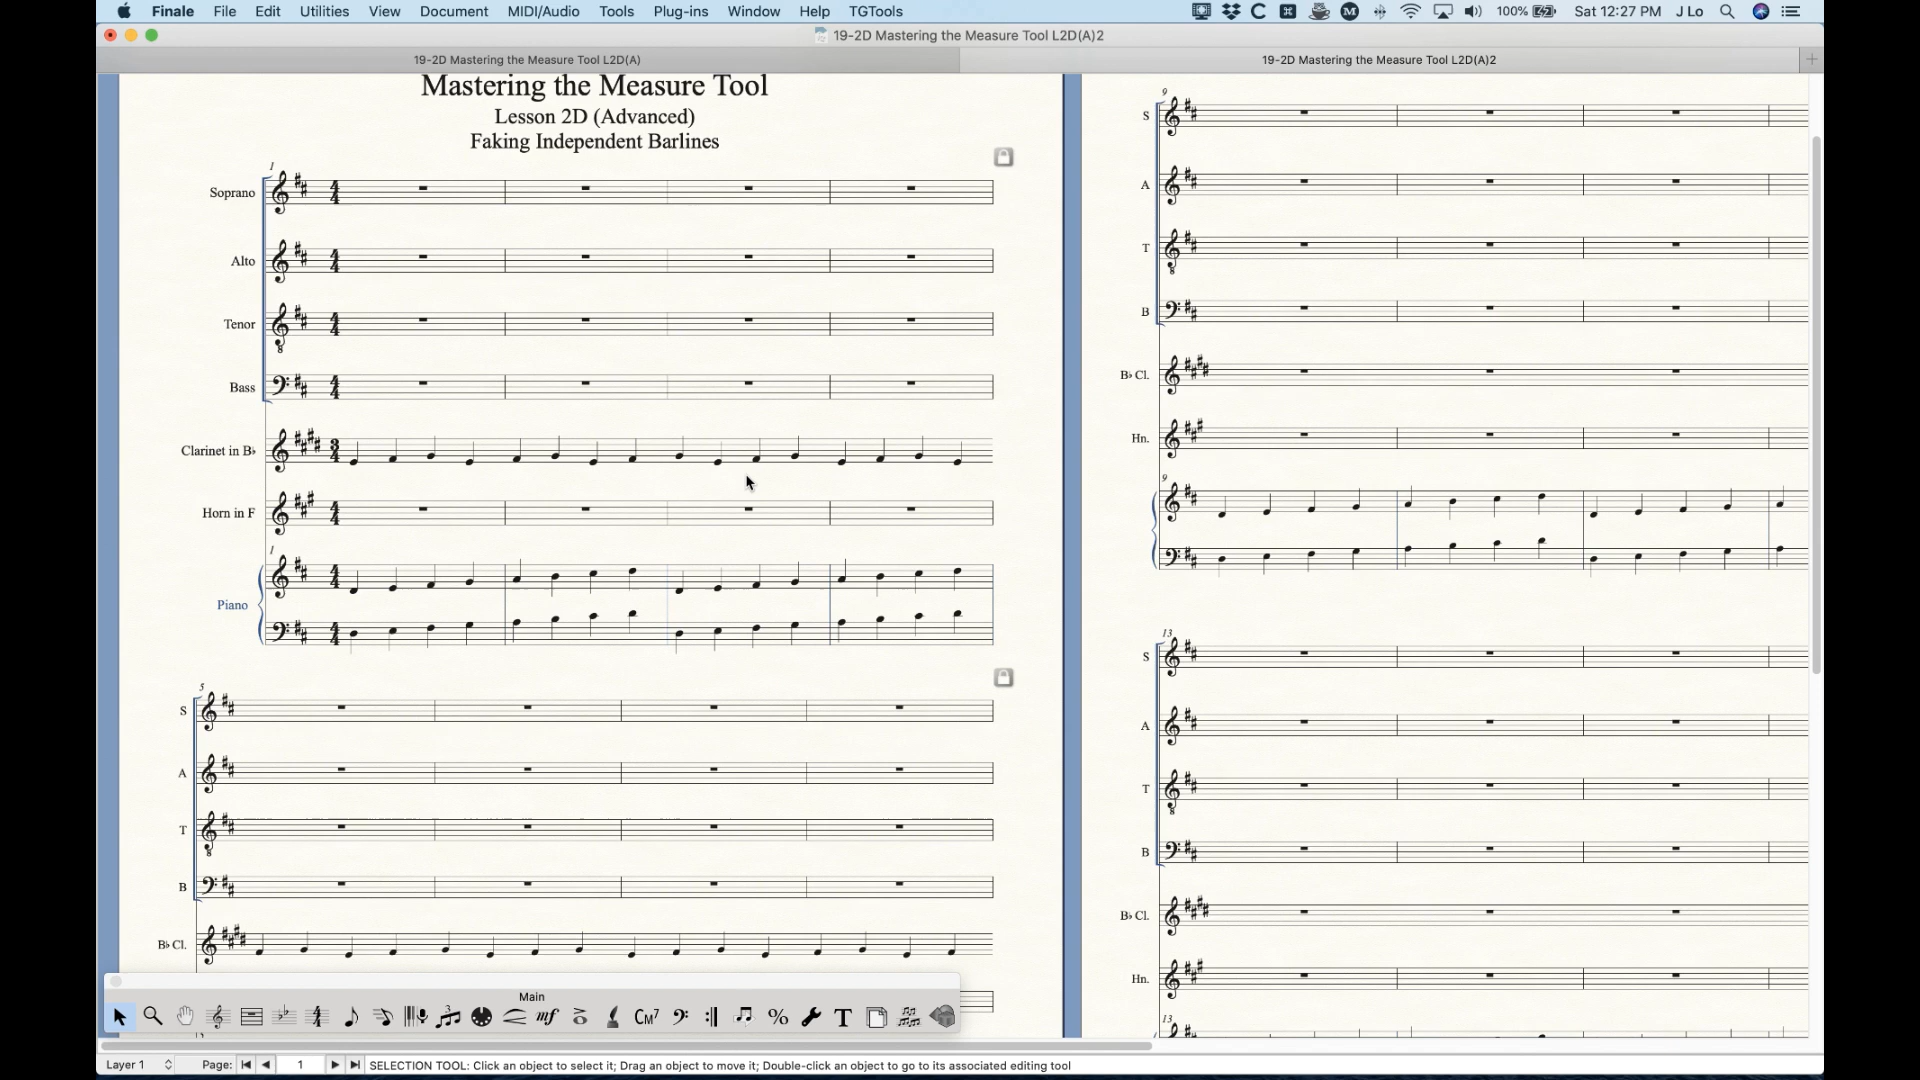 Finale File Edit Utilities View Document MIDI/Audio Tools Plug-ins Window Help TGTools 100% Sat 12:27 PM J Lo
19-2D Mastering the Measure Tool L2D(A)2
19-2D Mastering the Measure Tool L2D(A)
19-2D Mastering the Measure Tool L2D(A)2
Mastering the Measure Tool
Lesson 2D (Advanced)
Faking Independent Barlines
1
Soprano
Alto
Tenor
Bass
Clarinet in B♭
Horn in F
1
Piano
5
S
A
T
B
B♭ Cl.
9
S
A
T
B
B♭ Cl.
Hn.
9
13
S
A
T
B
B♭ Cl.
Hn.
13
Main
mf CM7 % T
Layer 1 Page: 1 SELECTION TOOL: Click an object to select it; Drag an object to move it; Double-click an object to go to its associated editing tool